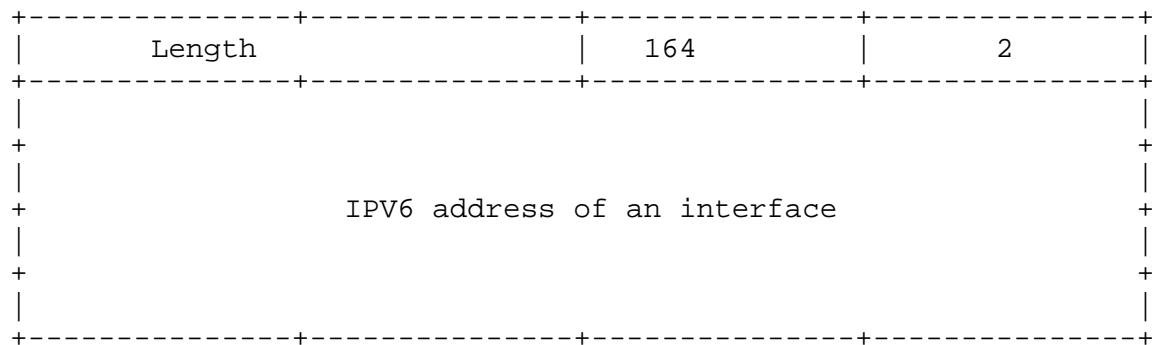 Length 164 2
IPV6 address of an interface